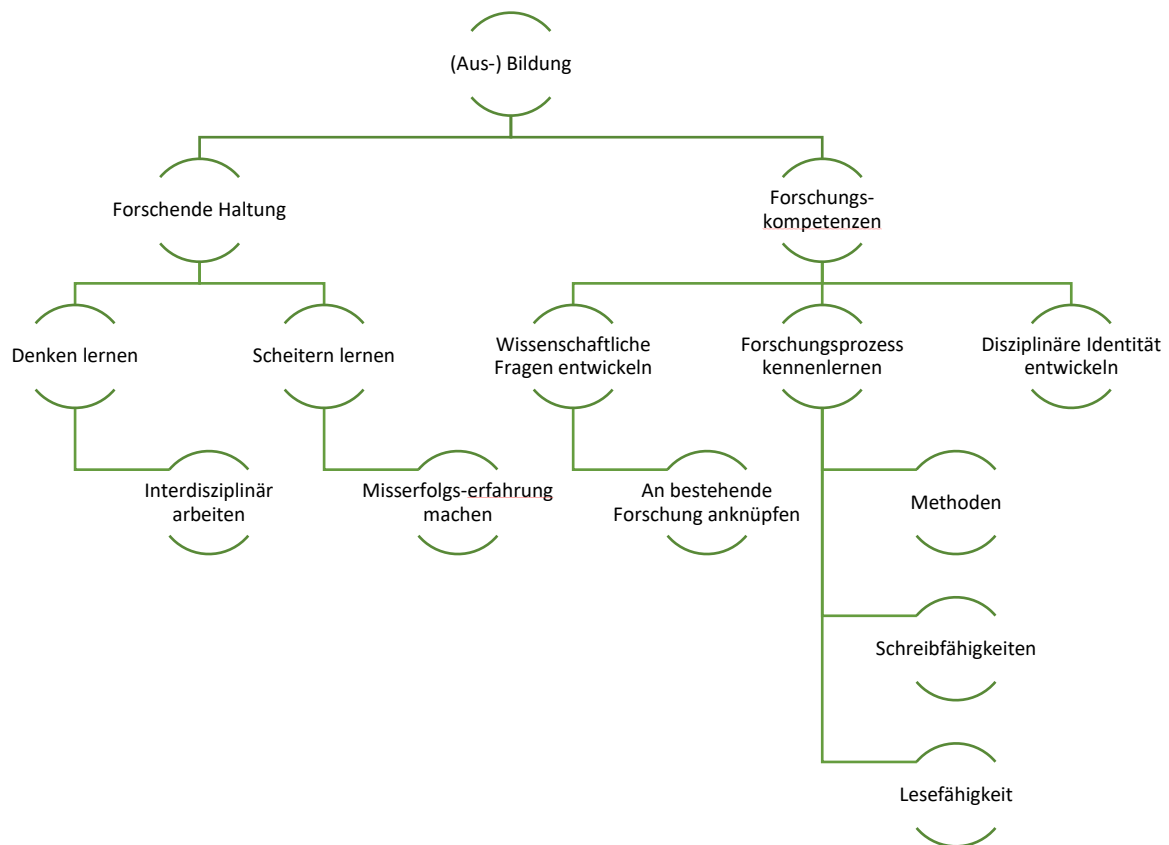 (Aus-) Bildung
Forschende Haltung
Forschungs-
kompetenzen
Denken lernen
Scheitern lernen
Wissenschaftliche
Fragen entwickeln
Forschungsprozess
kennenlernen
Disziplinäre Identität
entwickeln
Interdisziplinär
arbeiten
Misserfolgs-erfahrung
machen
An bestehende
Forschung anknüpfen
Methoden
Schreibfähigkeiten
Lesefähigkeit